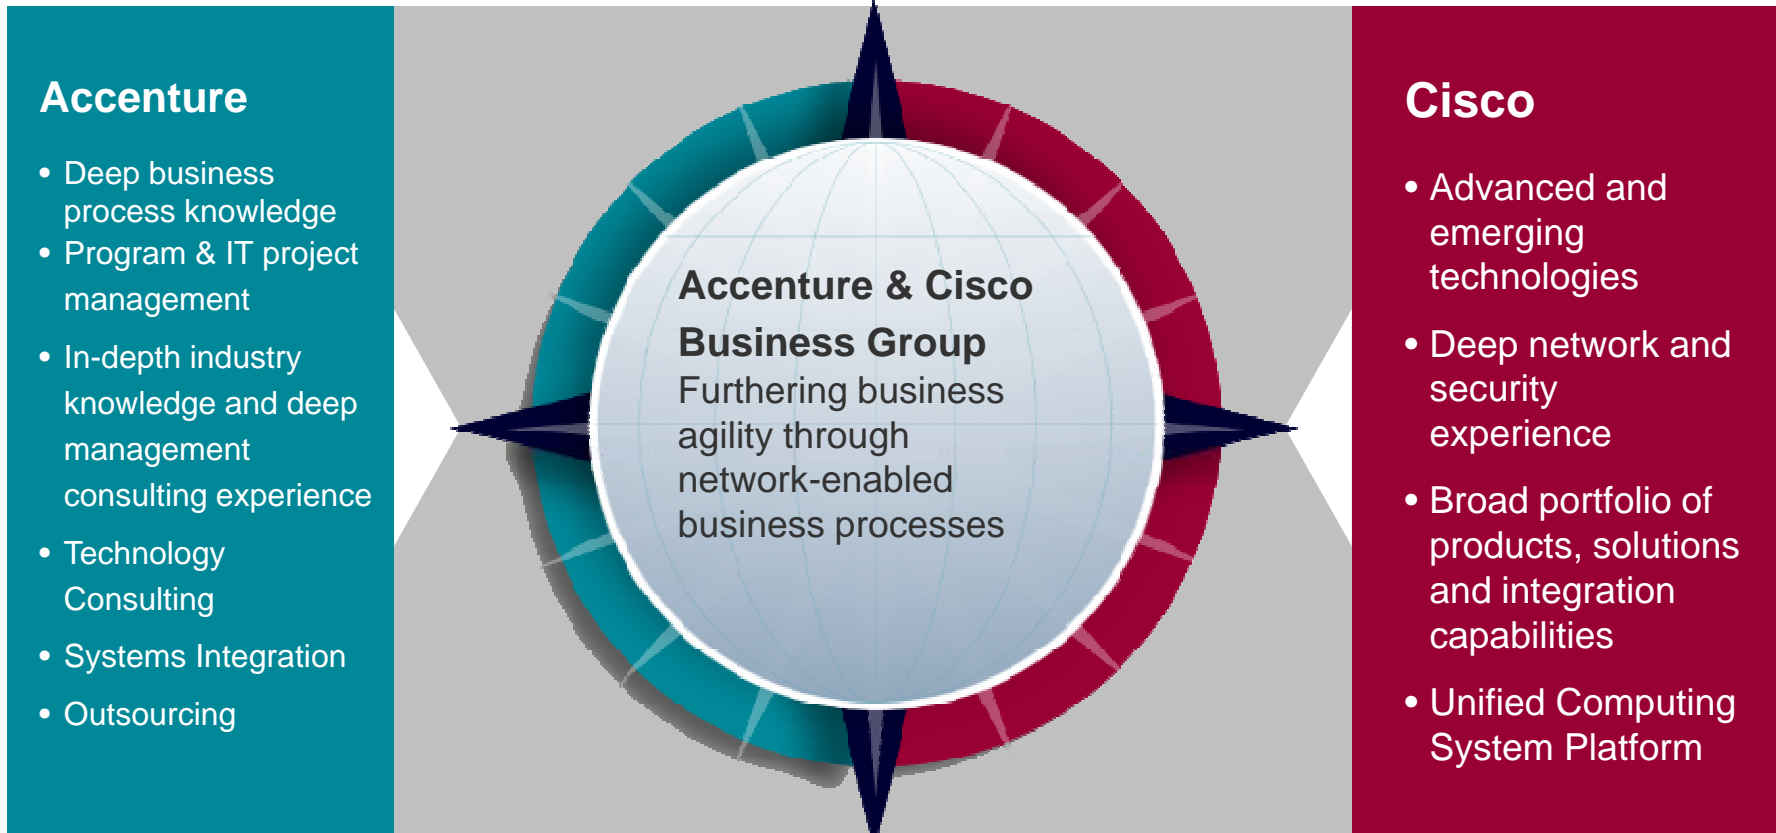 Accenture
• Deep business
process knowledge
• Program & IT project
management
• In-depth industry
knowledge and deep
management
consulting experience
• Technology
Consulting
• Systems Integration
• Outsourcing
Accenture & Cisco
Business Group
Furthering business
agility through
network-enabled
business processes
Cisco
• Advanced and
emerging
technologies
• Deep network and
security
experience
• Broad portfolio of
products, solutions
and integration
capabilities
• Unified Computing
System Platform